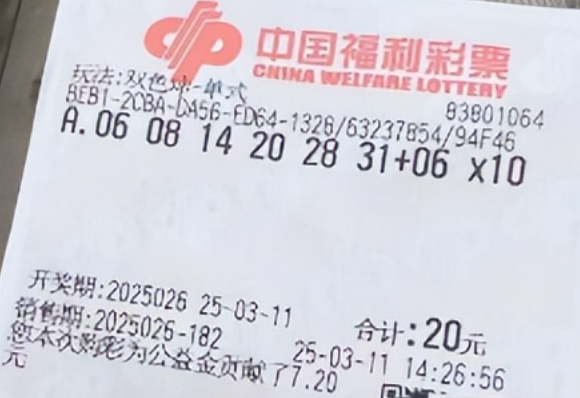 中国福利彩票
CHINA WELFARE LOTTERY
玩法:双色球-单式
83801064
BEB1-2CBA-DA56-ED64-1328/63237854/94F46
A.06 08 14 20 28 31+06 x10
开奖期:2025026 25-03-11
合计:20元
销售期:2025026-182
25-03-11 14:26:56
您本次购彩为公益金贡献了7.20
元